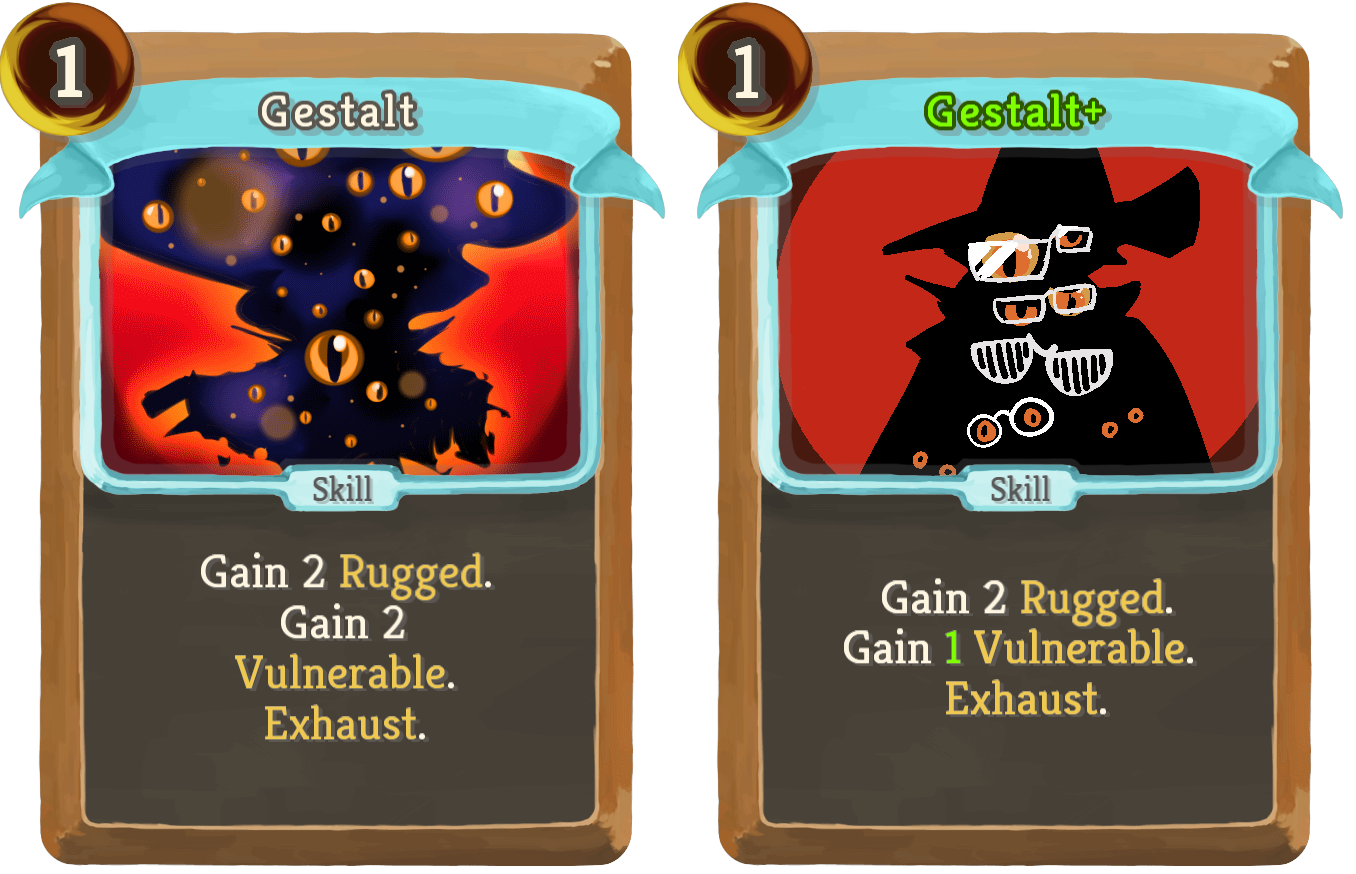 1
Gestalt
Skill
Gain 2 Rugged.
Gain 2
Vulnerable.
Exhaust.
1
Gestalt+
Skill
Gain 2 Rugged.
Gain 1 Vulnerable.
Exhaust.